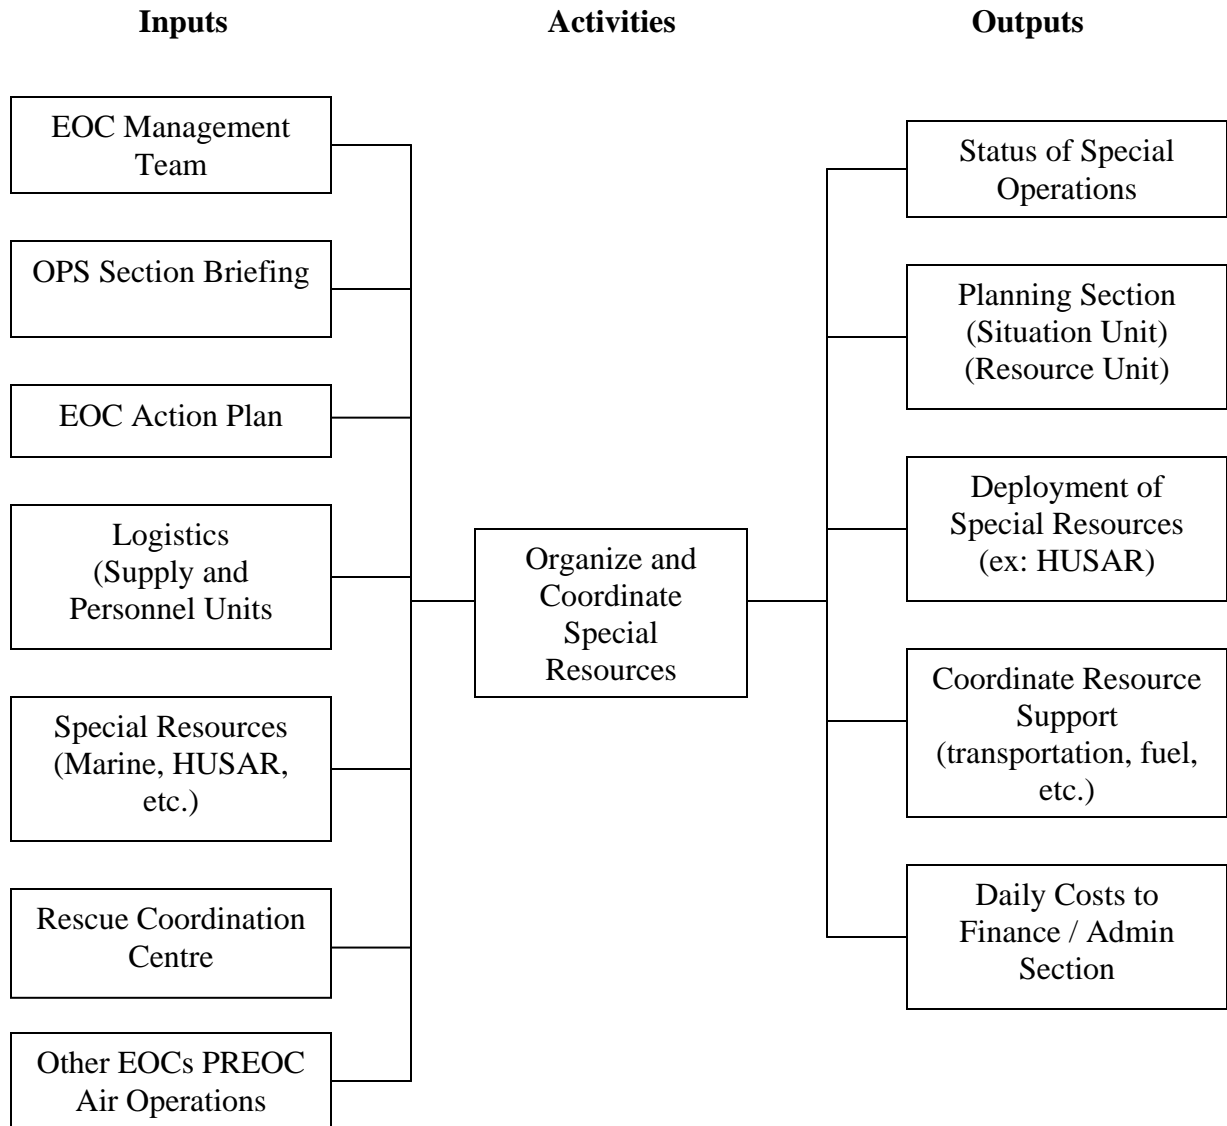 Inputs
Activities
Outputs
EOC Management
Team
OPS Section Briefing
EOC Action Plan
Logistics
(Supply and
Personnel Units
Special Resources
(Marine, HUSAR,
etc.)
Rescue Coordination
Centre
Other EOCs PREOC
Air Operations
Organize and
Coordinate
Special
Resources
Status of Special
Operations
Planning Section
(Situation Unit)
(Resource Unit)
Deployment of
Special Resources
(ex: HUSAR)
Coordinate Resource
Support
(transportation, fuel,
etc.)
Daily Costs to
Finance / Admin
Section